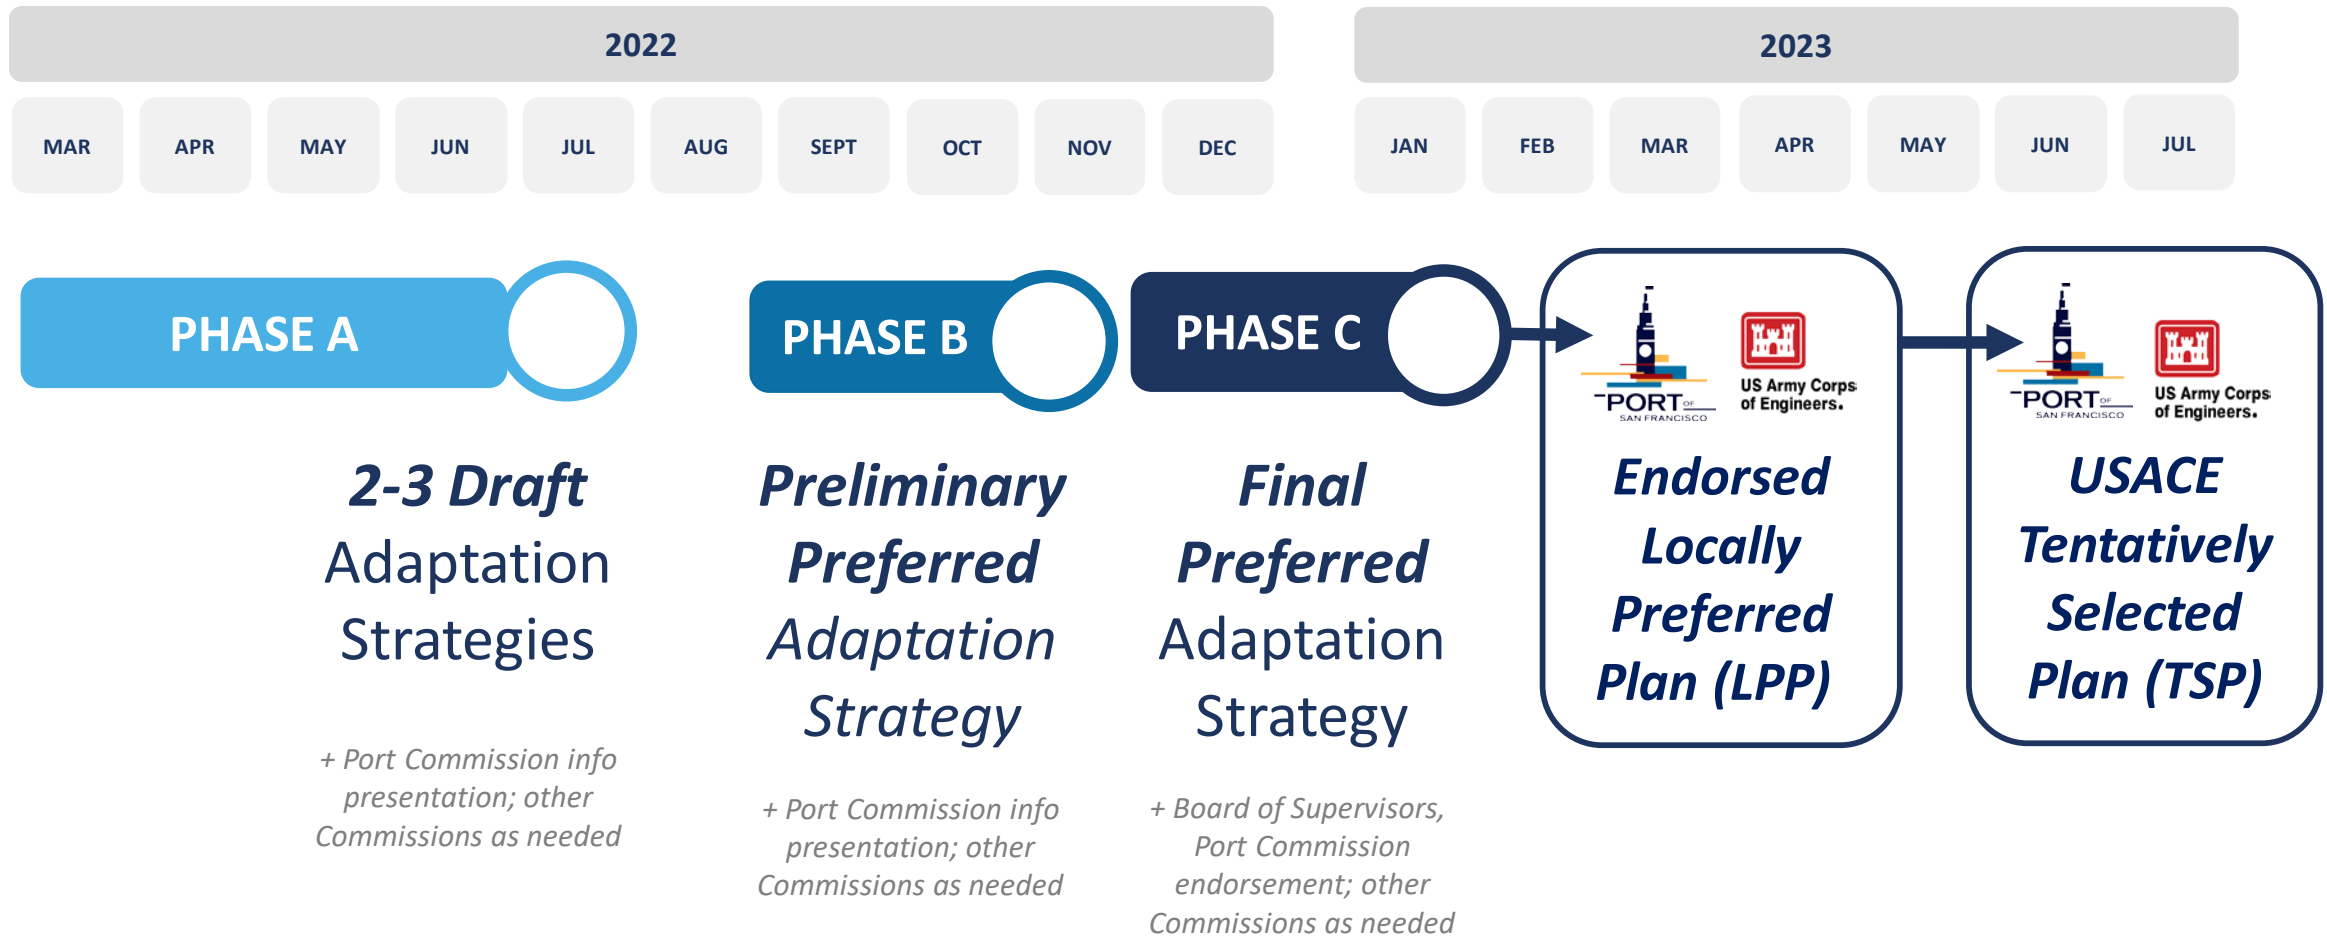 2022
2023
MAR
APR
MAY
JUN
JUL
AUG
SEPT
OCT
NOV
DEC
JAN
FEB
MAR
APR
MAY
JUN
JUL
PHASE A
PHASE B
PHASE C
2-3 Draft
Adaptation
Strategies
+ Port Commission info
presentation; other
Commissions as needed
Preliminary
Preferred
Adaptation
Strategy
+ Port Commission info
presentation; other
Commissions as needed
Final
Preferred
Adaptation
Strategy
+ Board of Supervisors,
Port Commission
endorsement; other
Commissions as needed
PORT OF
SAN FRANCISCO
US Army Corps
of Engineers.
Endorsed
Locally
Preferred
Plan (LPP)
PORT OF
SAN FRANCISCO
US Army Corps
of Engineers.
USACE
Tentatively
Selected
Plan (TSP)